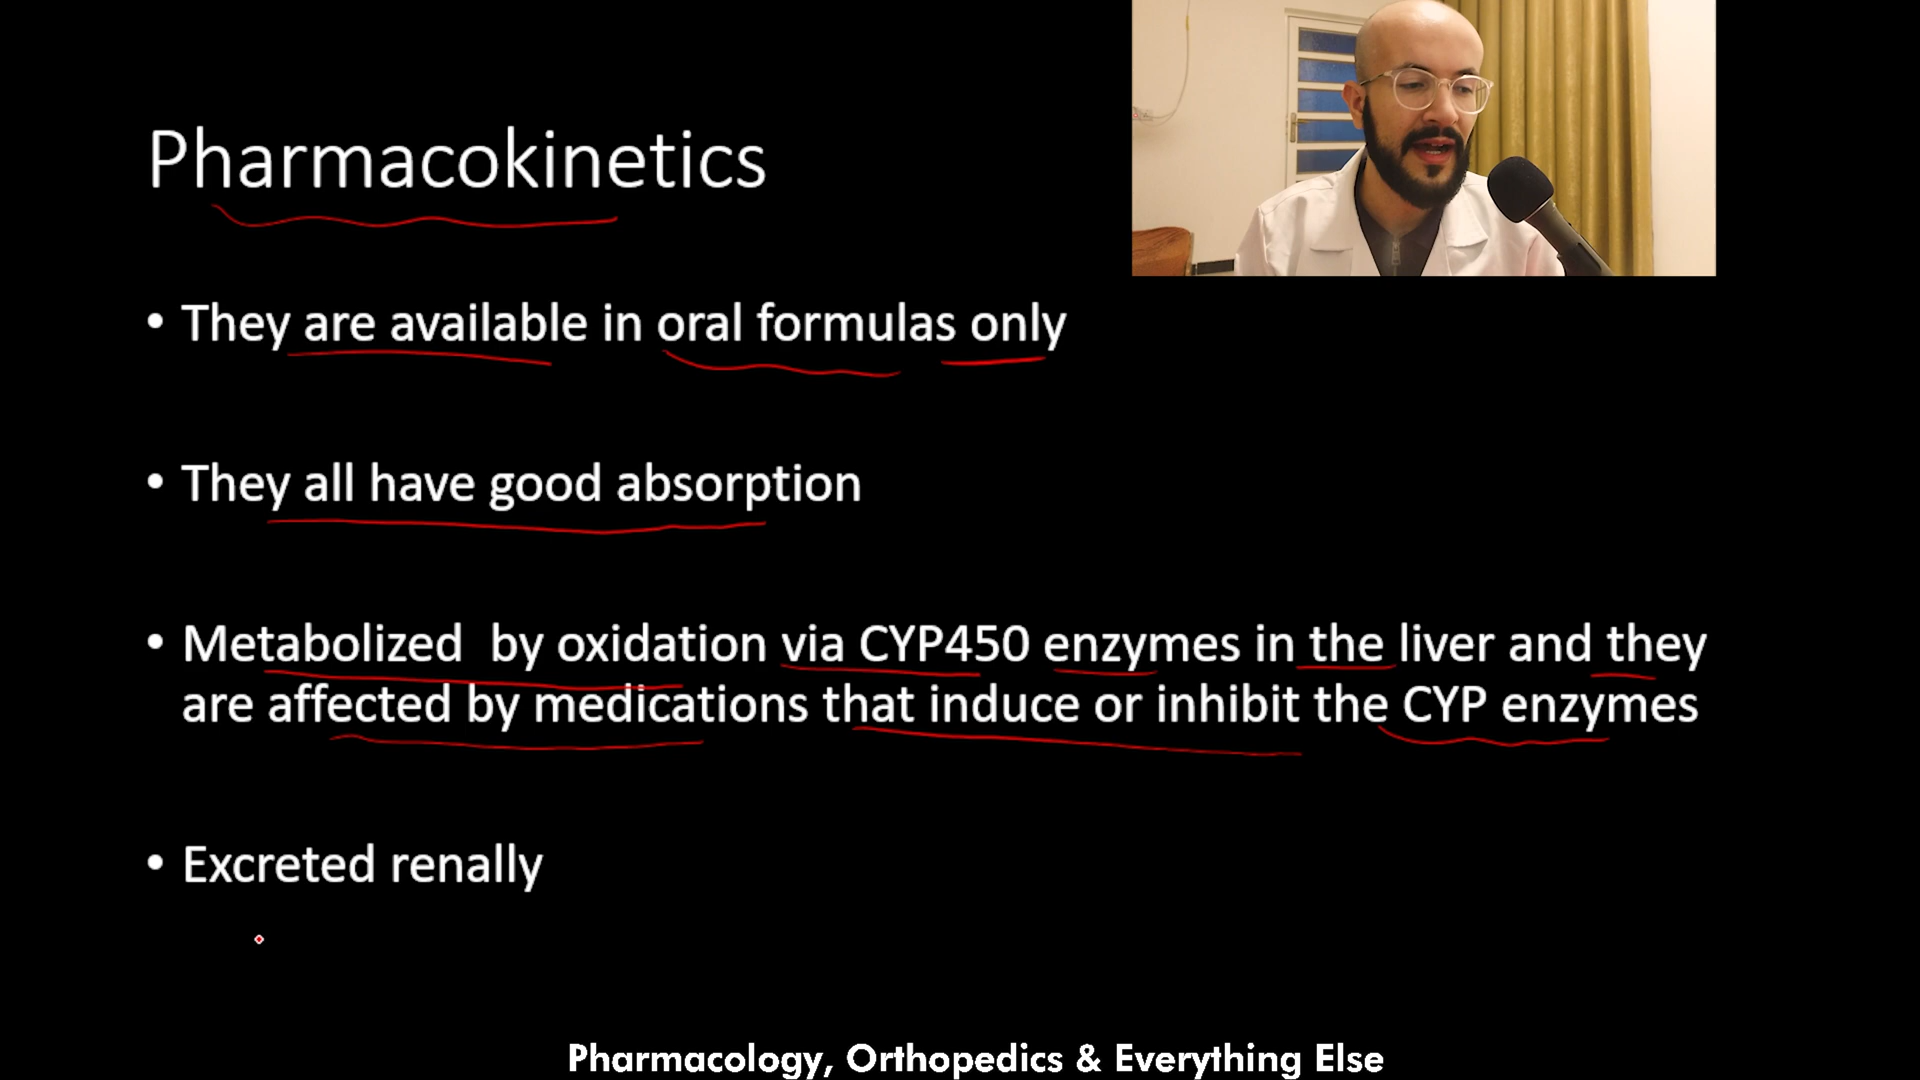 Pharmacokinetics
• They are available in oral formulas only
• They all have good absorption
• Metabolized  by oxidation via CYP450 enzymes in the liver and they
are affected by medications that induce or inhibit the CYP enzymes
• Excreted renally
Pharmacology, Orthopedics & Everything Else